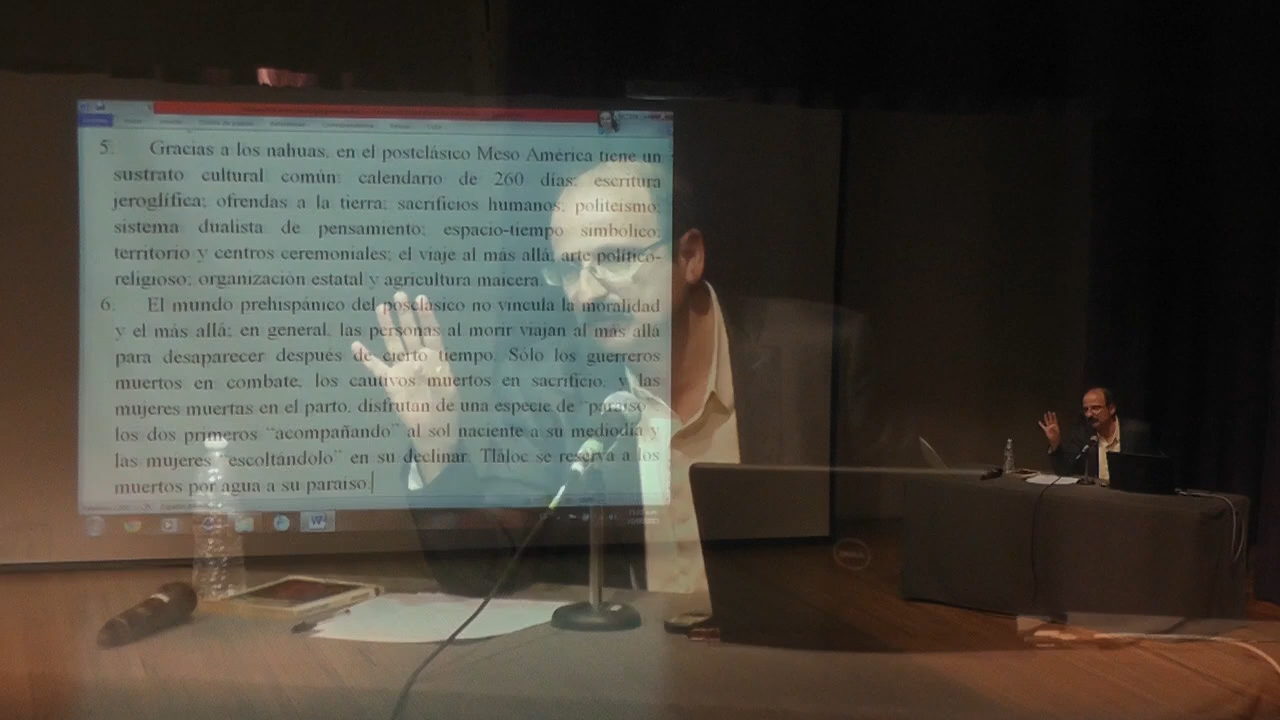 5. Gracias a los nahuas, en el postclásico Meso América tiene un
sustrato cultural común: calendario de 260 días; escritura
jeroglífica; ofrendas a la tierra; sacrificios humanos; politeísmo;
sistema dualista de pensamiento; espacio-tiempo simbólico;
territorio y centros ceremoniales; el viaje al más allá; arte político-
religioso; organización estatal y agricultura maicera.
6. El mundo prehispánico del posclásico no vincula la moralidad
y el más allá; en general, las personas al morir viajan al más allá
para desaparecer después de cierto tiempo. Sólo los guerreros
muertos en combate, los cautivos muertos en sacrificio, y las
mujeres muertas en el parto, disfrutan de una especie de "paraíso"
los dos primeros "acompañando" al sol naciente a su mediodía y
las mujeres "escoltándolo" en su declinar. Tláloc se reserva a los
muertos por agua a su paraíso.